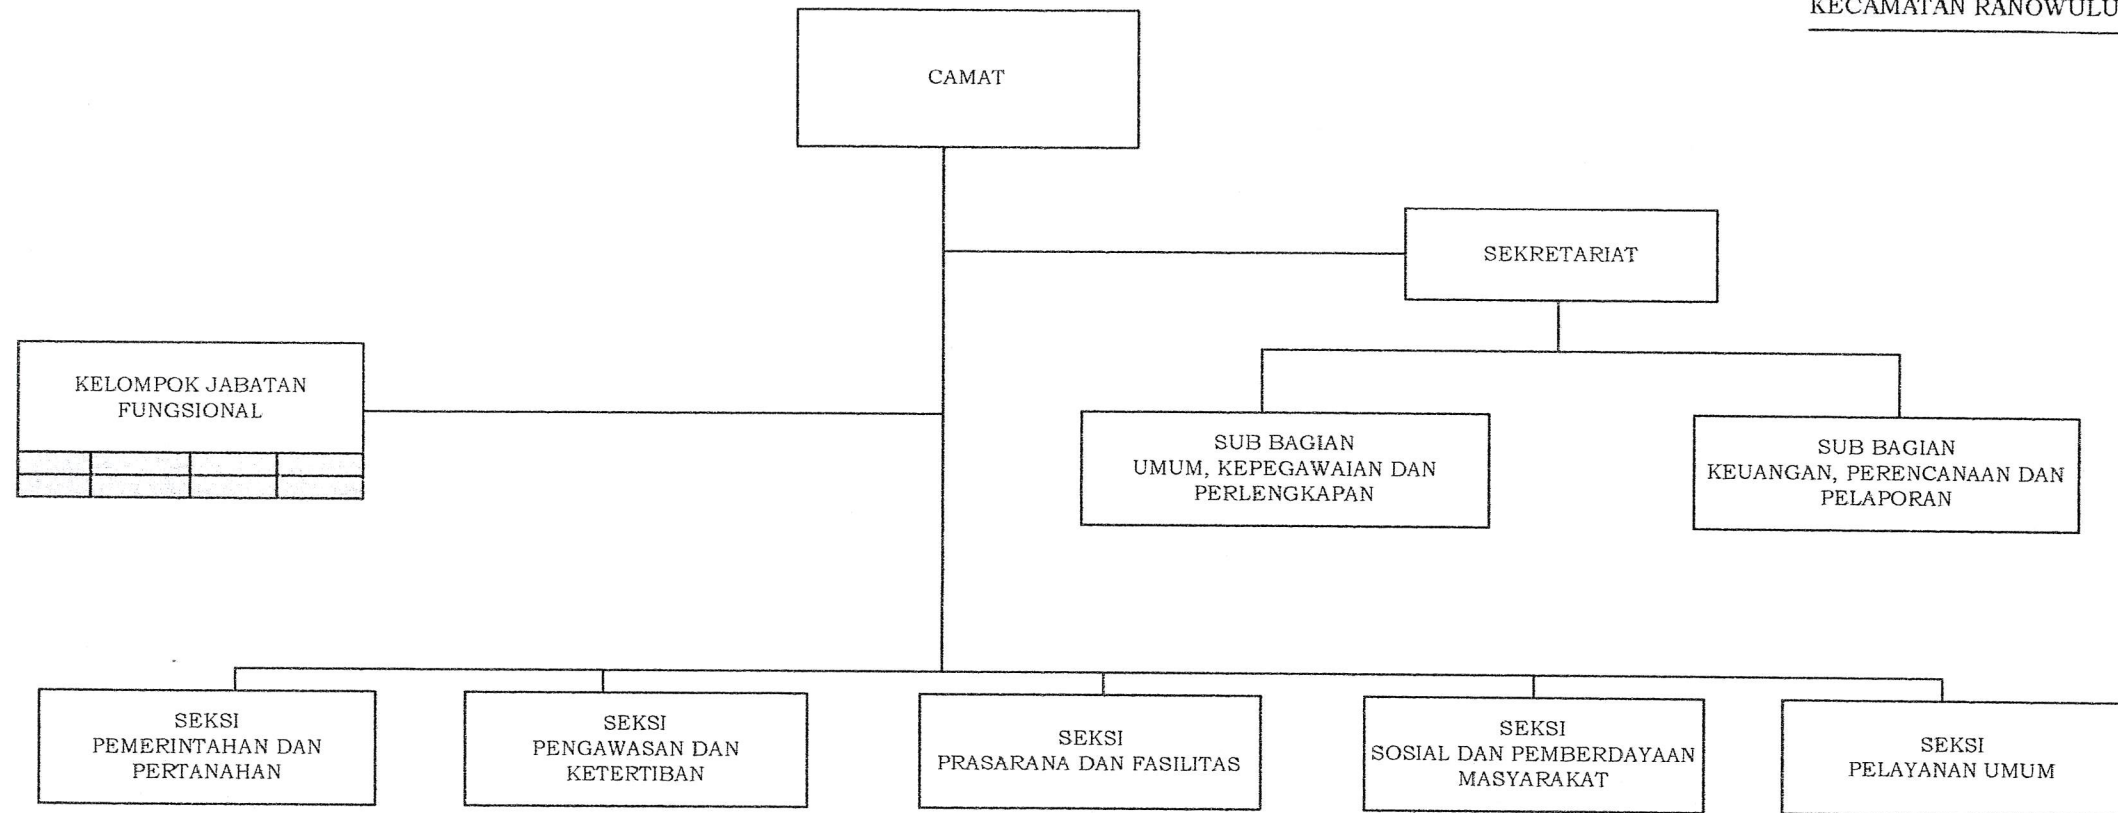 KECAMATAN RANOWULU
CAMAT
SEKRETARIAT
KELOMPOK JABATAN
FUNGSIONAL
SUB BAGIAN
UMUM, KEPEGAWAIAN DAN
PERLENGKAPAN
SUB BAGIAN
KEUANGAN, PERENCANAAN DAN
PELAPORAN
SEKSI
PEMERINTAHAN DAN
PERTANAHAN
SEKSI
PENGAWASAN DAN
KETERTIBAN
SEKSI
PRASARANA DAN FASILITAS
SEKSI
SOSIAL DAN PEMBERDAYAAN
MASYARAKAT
SEKSI
PELAYANAN UMUM